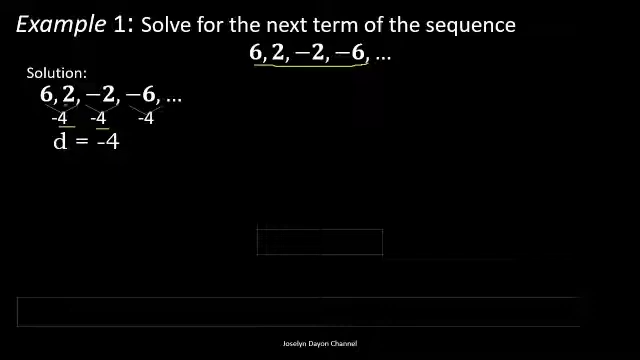 Example 1: Solve for the next term of the sequence
6, 2, −2, −6, ...
Solution:
6, 2, −2, −6, ...
-4 -4 -4
d = -4
Joselyn Dayon Channel